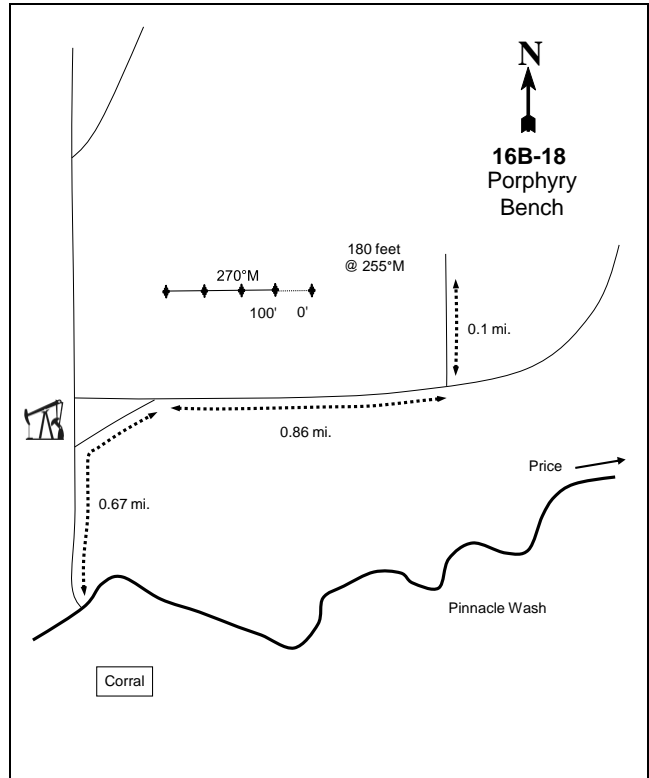 N
16B-18
Porphyry
Bench
180 feet
@ 255°M
270°M
100' 0'
0.1 mi.
0.86 mi.
Price
0.67 mi.
Pinnacle Wash
Corral